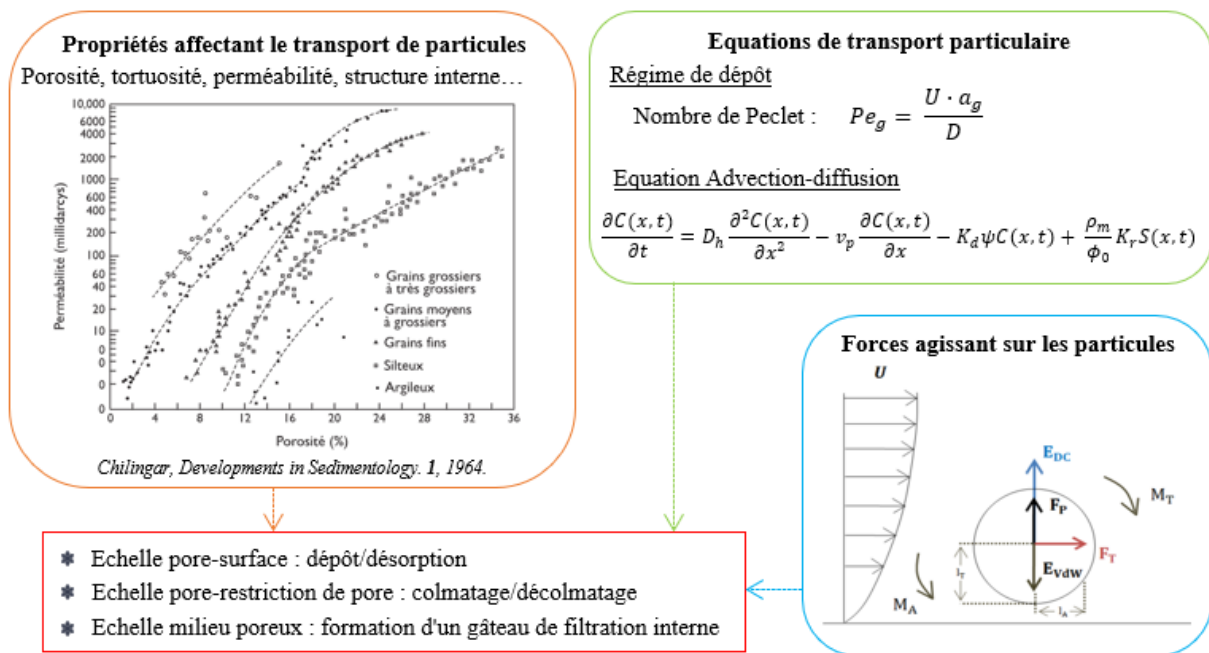 Propriétés affectant le transport de particules
Porosité, tortuosité, perméabilité, structure interne…
Perméabilité (millidarcys)
10,000
6000
4000
2000
1000
600
400
200
100
60
40
20
10
0
0
0
0 4 8 12 16 20 24 28 32 36
Porosité (%)
Grains grossiers
à très grossiers
Grains moyens
à grossiers
Grains fins
Silteux
Argileux
Chilingar, Developments in Sedimentology. 1, 1964.
Equations de transport particulaire
Régime de dépôt
Nombre de Peclet : Pe_g = U · a_g / D
Equation Advection-diffusion
∂C(x,t)/∂t = D_h ∂²C(x,t)/∂x² − v_p ∂C(x,t)/∂x − K_d ψC(x,t) + ρ_m/ϕ_0 K_r S(x,t)
Forces agissant sur les particules
U
E_DC
M_T
F_P
F_T
E_VdW
l_T
l_A
M_A
Echelle pore-surface : dépôt/désorption
Echelle pore-restriction de pore : colmatage/décolmatage
Echelle milieu poreux : formation d'un gâteau de filtration interne